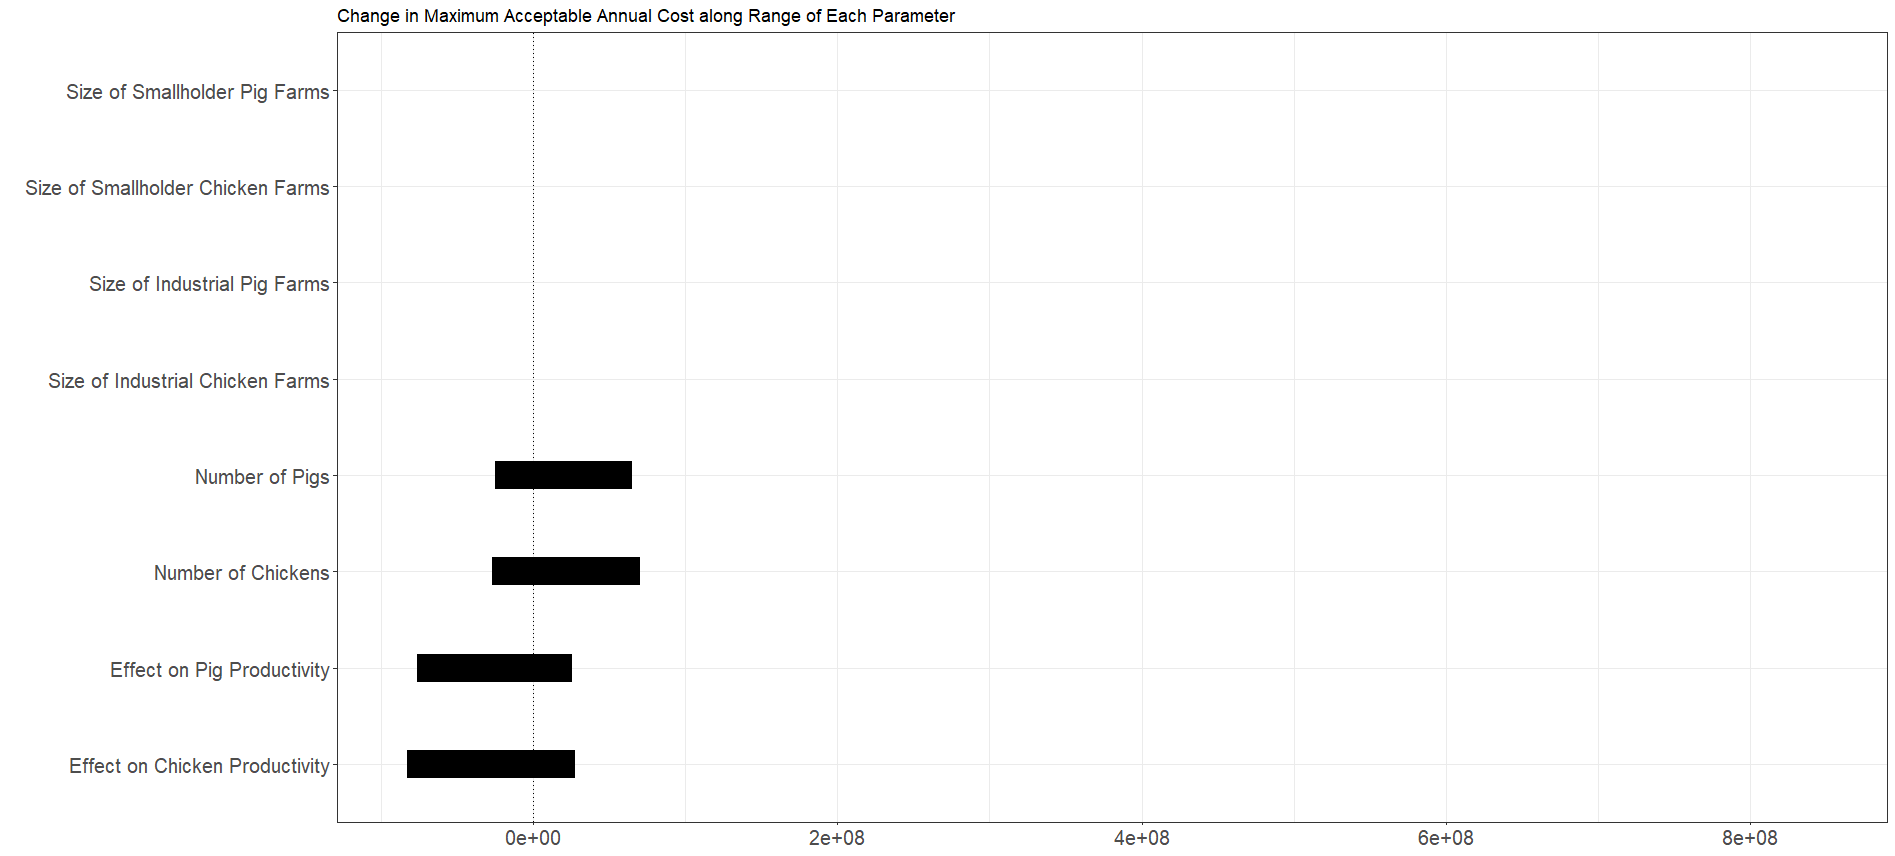 Change in Maximum Acceptable Annual Cost along Range of Each Parameter
Size of Smallholder Pig Farms
Size of Smallholder Chicken Farms
Size of Industrial Pig Farms
Size of Industrial Chicken Farms
Number of Pigs
Number of Chickens
Effect on Pig Productivity
Effect on Chicken Productivity
0e+00 2e+08 4e+08 6e+08 8e+08